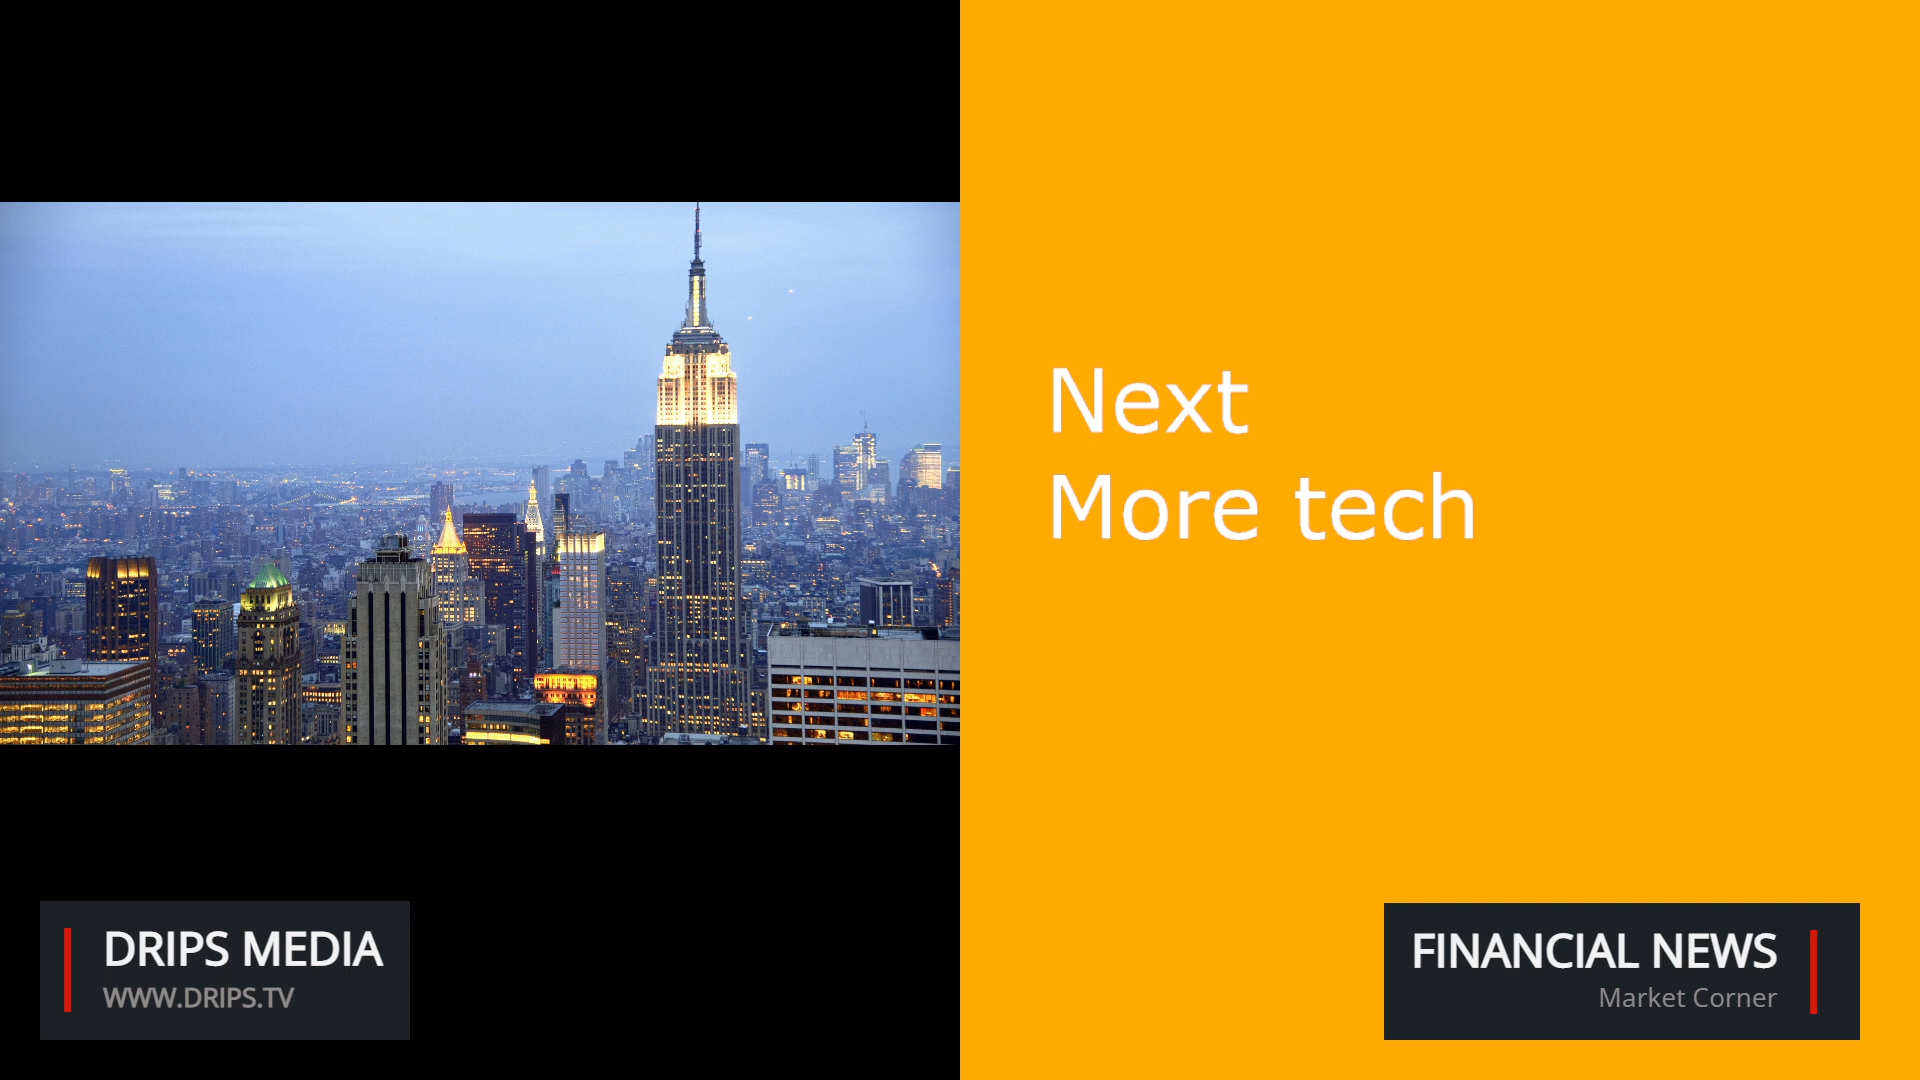 Next
More tech
DRIPS MEDIA
WWW.DRIPS.TV
FINANCIAL NEWS
Market Corner